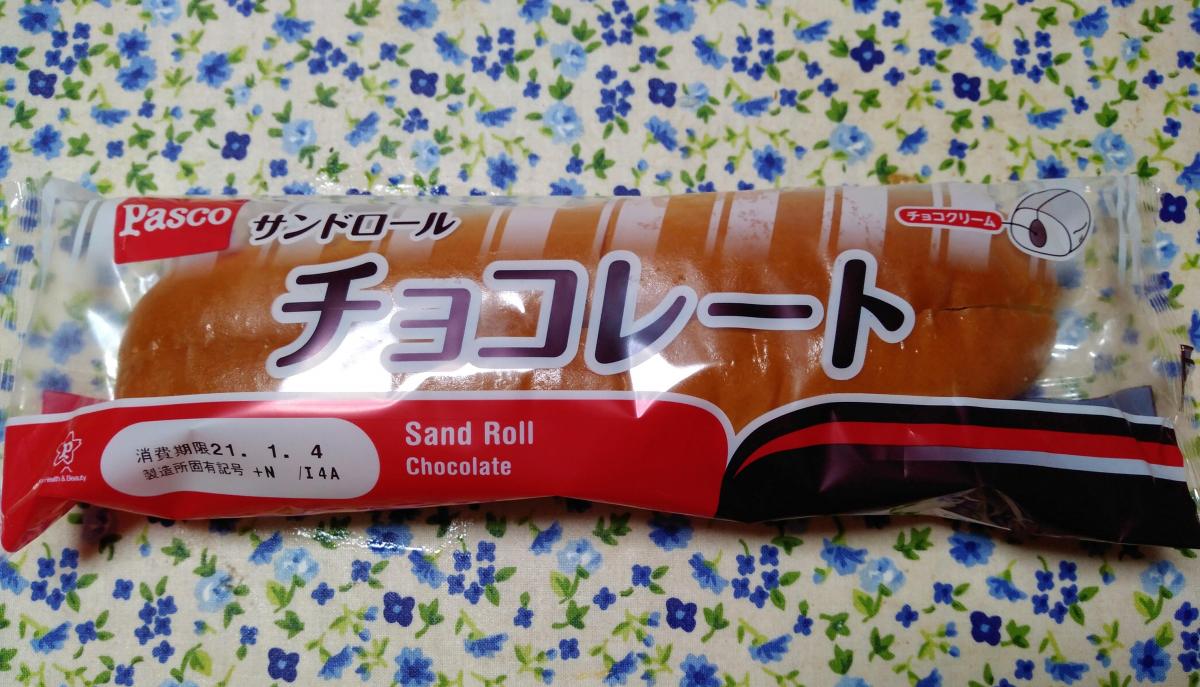 Pasco
サンドロール
チョコクリーム
チョコレート
Sand Roll
Chocolate
消費期限21. 1. 4
製造所固有記号 +N /I4A
Health & Beauty